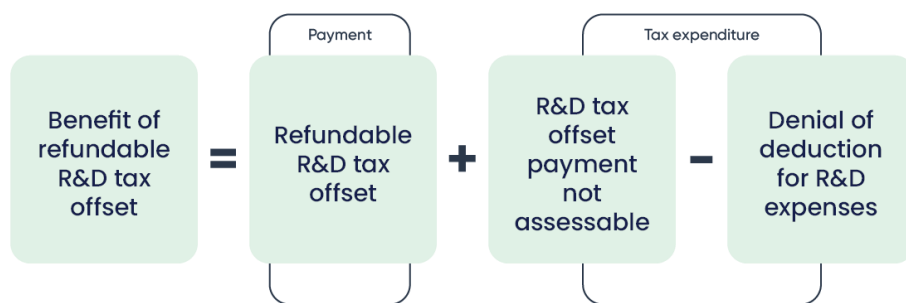 Payment
Tax expenditure
Benefit of
refundable
R&D tax
offset
=
Refundable
R&D tax
offset
+
R&D tax
offset
payment
not
assessable
-
Denial of
deduction
for R&D
expenses